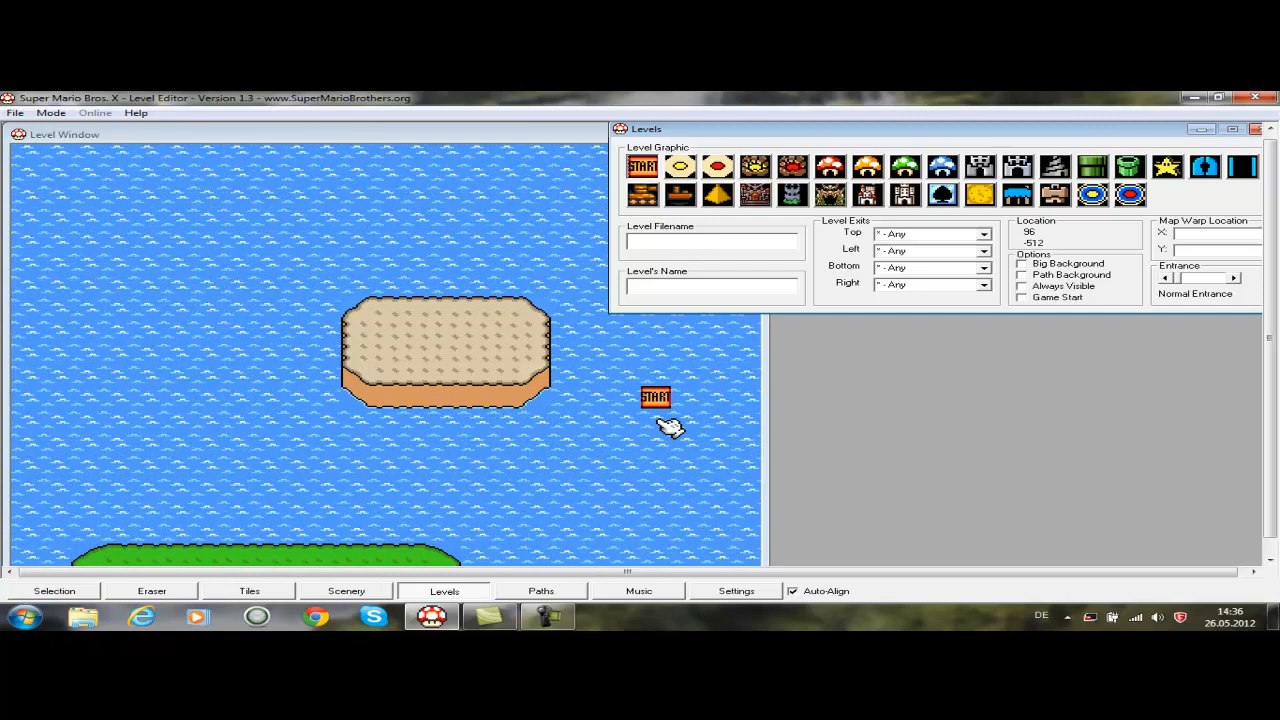 Super Mario Bros. X - Level Editor - Version 1.3 - www.SuperMarioBrothers.org
File Mode Online Help
Level Window
Levels
Level Graphic
START
Level Filename
Level's Name
Level Exits
Top * - Any
Left * - Any
Bottom * - Any
Right * - Any
Location
96
-512
Options
Big Background
Path Background
Always Visible
Game Start
Map Warp Location
X:
Y:
Entrance
Normal Entrance
START
Selection Eraser Tiles Scenery Levels Paths Music Settings Auto-Align
DE
14:36
26.05.2012